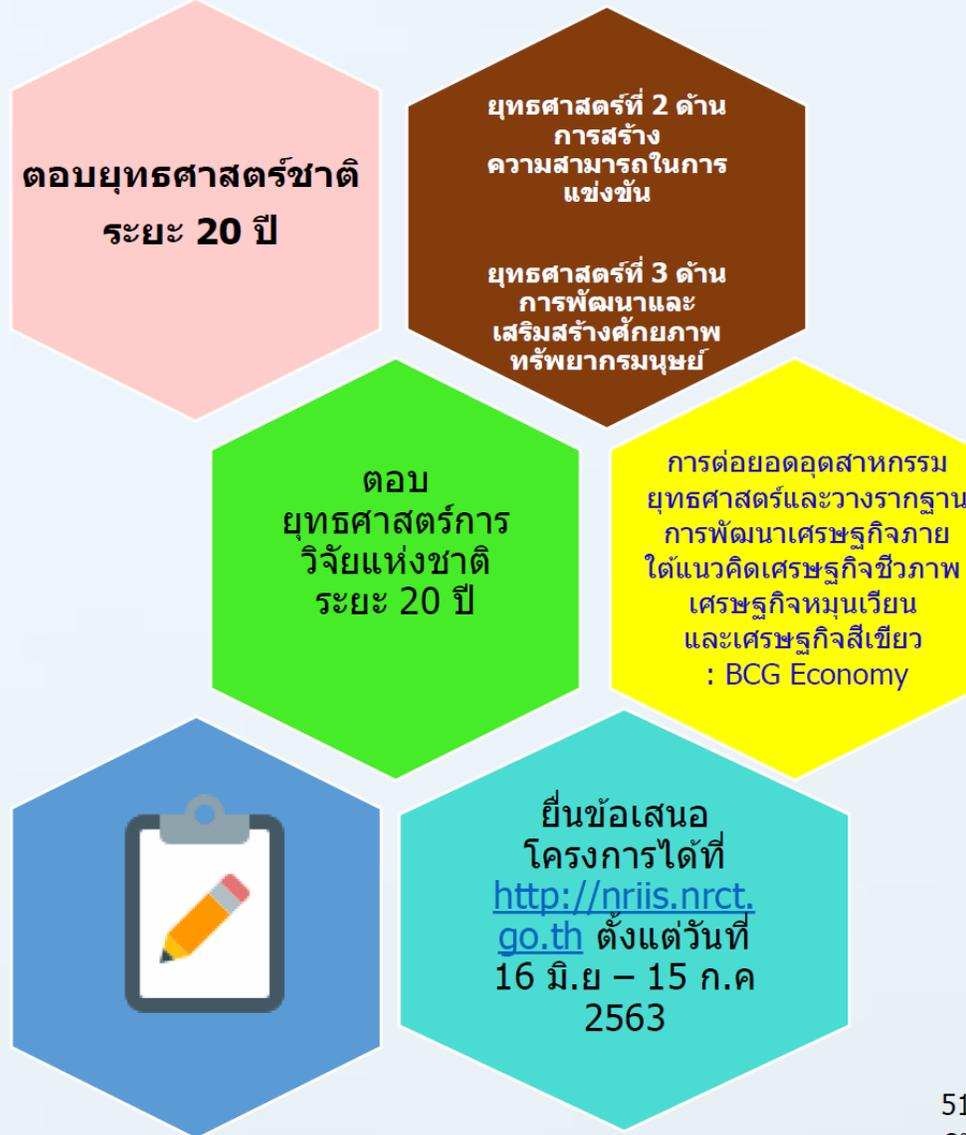 ตอบยุทธศาสตร์ชาติ
ระยะ 20 ปี
ยุทธศาสตร์ที่ 2 ด้าน
การสร้าง
ความสามารถในการ
แข่งขัน
ยุทธศาสตร์ที่ 3 ด้าน
การพัฒนาและ
เสริมสร้างศักยภาพ
ทรัพยากรมนุษย์
ตอบ
ยุทธศาสตร์การ
วิจัยแห่งชาติ
ระยะ 20 ปี
การต่อยอดอุตสาหกรรม
ยุทธศาสตร์และวางรากฐาน
การพัฒนาเศรษฐกิจภาย
ใต้แนวคิดเศรษฐกิจชีวภาพ
เศรษฐกิจหมุนเวียน
และเศรษฐกิจสีเขียว
: BCG Economy
ยื่นข้อเสนอ
โครงการได้ที่
http://nriis.nrct.
go.th ตั้งแต่วันที่
16 มิ.ย – 15 ก.ค
2563
51